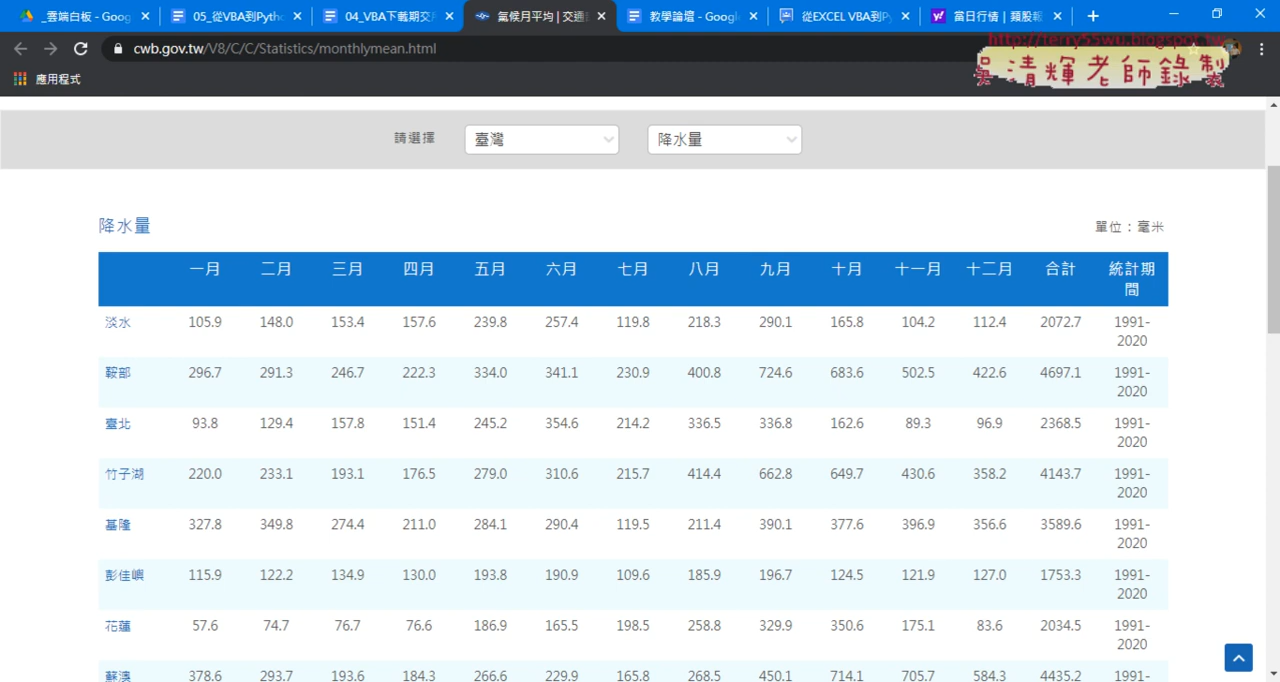 _雲端白板 - Goog
05_從VBA到Pyth
04_VBA下載期交
氣候月平均 | 交通
教學論壇 - Google
從EXCEL VBA到Py
當日行情 | 類股報
cwb.gov.tw/V8/C/C/Statistics/monthlymean.html
http://terry55wu.blogspot.tw
吳清輝老師錄製
應用程式
請選擇 臺灣 降水量
降水量
單位：毫米
一月 二月 三月 四月 五月 六月 七月 八月 九月 十月 十一月 十二月 合計 統計期間
淡水 105.9 148.0 153.4 157.6 239.8 257.4 119.8 218.3 290.1 165.8 104.2 112.4 2072.7 1991-2020
鞍部 296.7 291.3 246.7 222.3 334.0 341.1 230.9 400.8 724.6 683.6 502.5 422.6 4697.1 1991-2020
臺北 93.8 129.4 157.8 151.4 245.2 354.6 214.2 336.5 336.8 162.6 89.3 96.9 2368.5 1991-2020
竹子湖 220.0 233.1 193.1 176.5 279.0 310.6 215.7 414.4 662.8 649.7 430.6 358.2 4143.7 1991-2020
基隆 327.8 349.8 274.4 211.0 284.1 290.4 119.5 211.4 390.1 377.6 396.9 356.6 3589.6 1991-2020
彭佳嶼 115.9 122.2 134.9 130.0 193.8 190.9 109.6 185.9 196.7 124.5 121.9 127.0 1753.3 1991-2020
花蓮 57.6 74.7 76.7 76.6 186.9 165.5 198.5 258.8 329.9 350.6 175.1 83.6 2034.5 1991-2020
蘇澳 378.6 293.7 193.6 184.3 266.6 229.9 165.8 268.5 450.1 714.1 705.7 584.3 4435.2 1991-